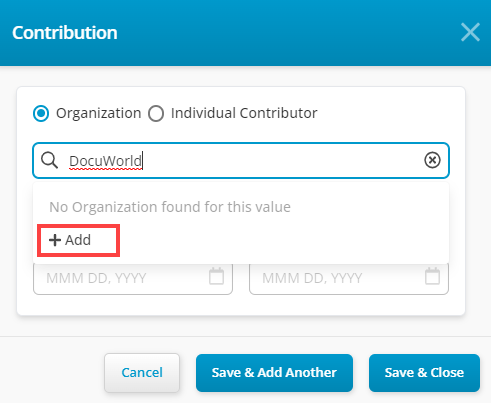 Contribution
Organization Individual Contributor
DocuWorld
No Organization found for this value
+ Add
MMM DD, YYYY MMM DD, YYYY
Cancel Save & Add Another Save & Close